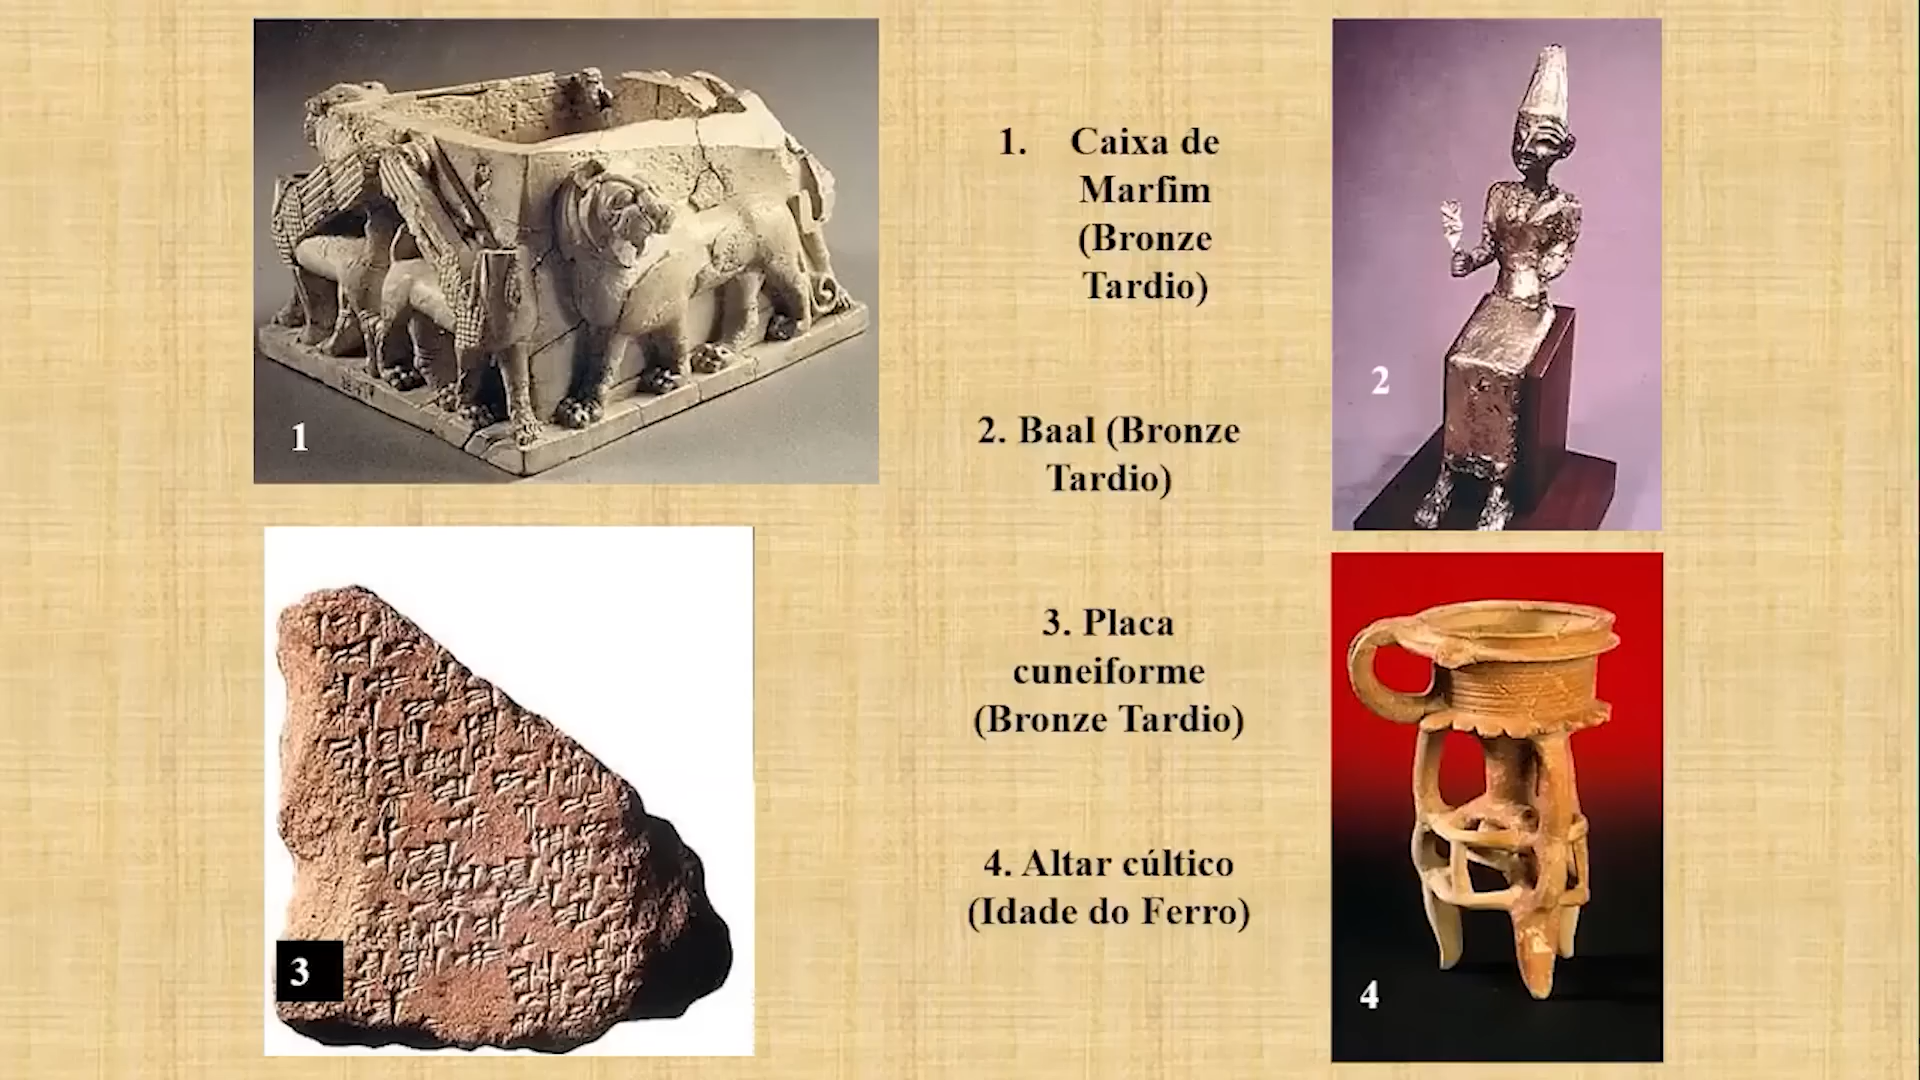 1. Caixa de
Marfim
(Bronze
Tardio)
2. Baal (Bronze
Tardio)
3. Placa
cuneiforme
(Bronze Tardio)
4. Altar cúltico
(Idade do Ferro)
1
2
3
4